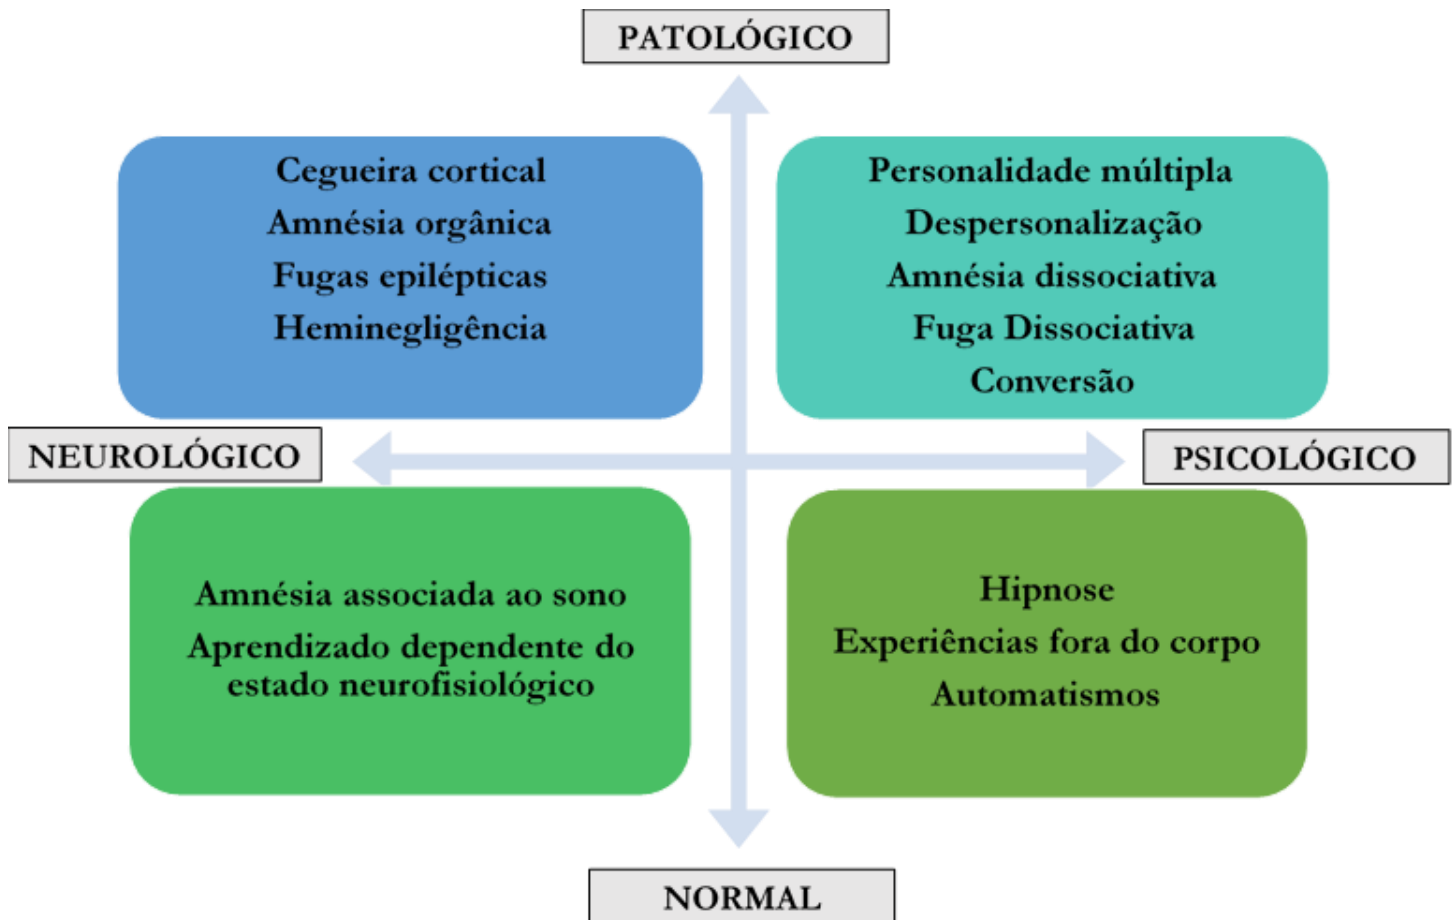 PATOLÓGICO
Cegueira cortical
Amnésia orgânica
Fugas epilépticas
Heminegligência
Personalidade múltipla
Despersonalização
Amnésia dissociativa
Fuga Dissociativa
Conversão
NEUROLÓGICO
PSICOLÓGICO
Amnésia associada ao sono
Aprendizado dependente do
estado neurofisiológico
Hipnose
Experiências fora do corpo
Automatismos
NORMAL